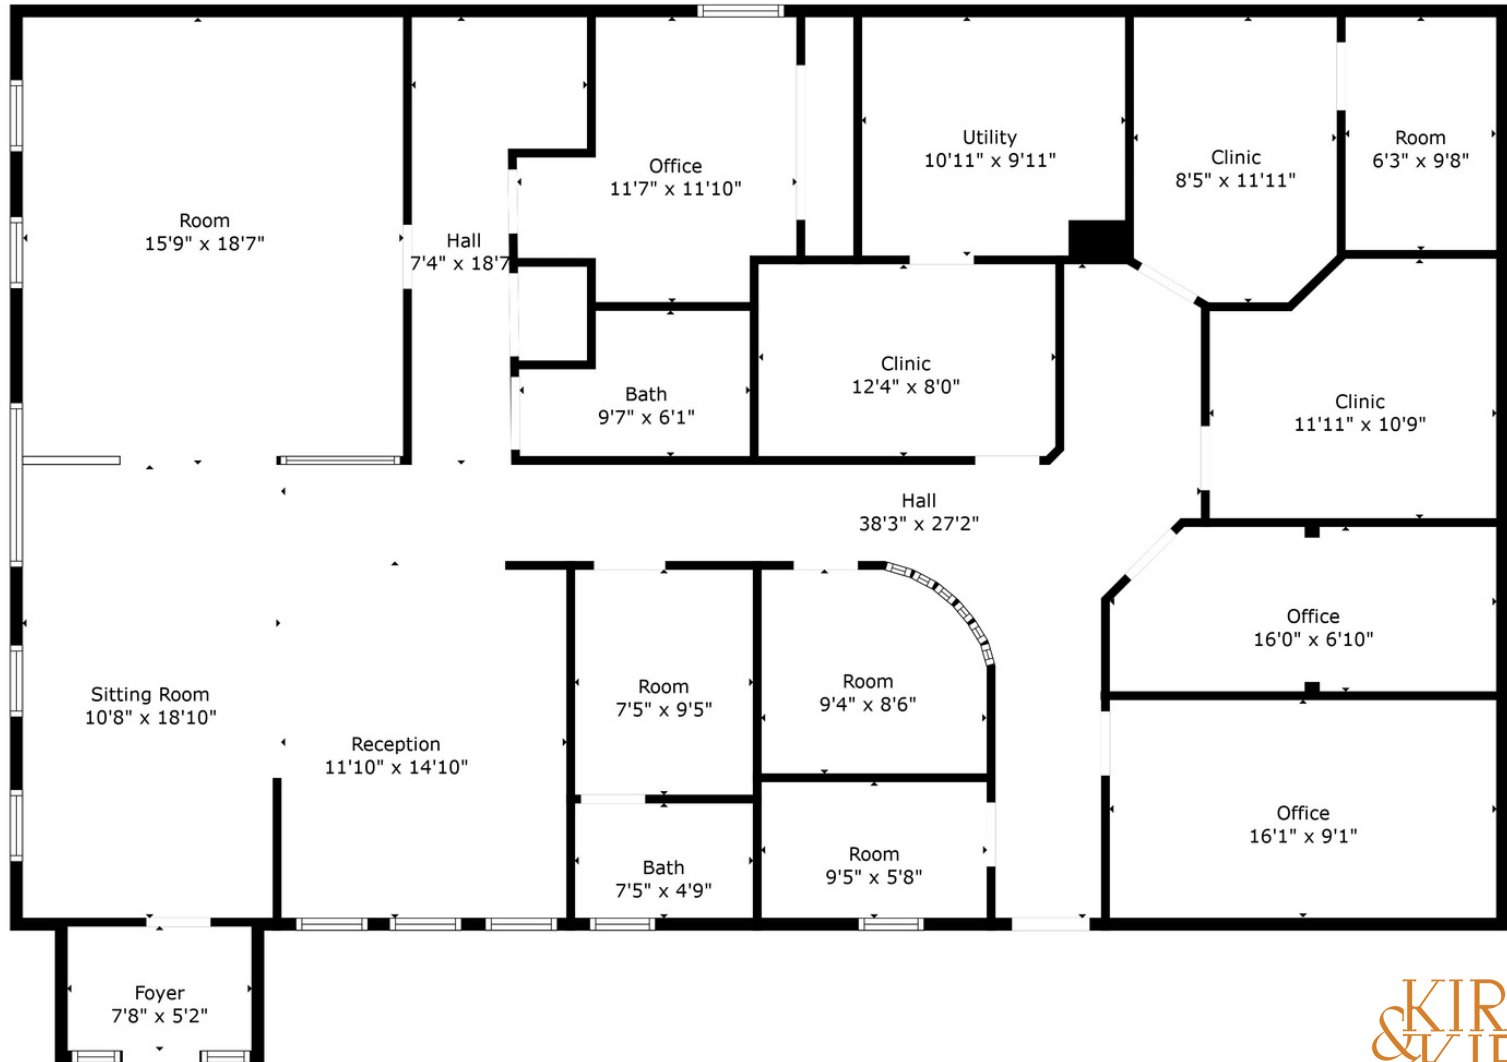 Room
15'9" x 18'7"
Hall
7'4" x 18'7
Office
11'7" x 11'10"
Utility
10'11" x 9'11"
Clinic
8'5" x 11'11"
Room
6'3" x 9'8"
Bath
9'7" x 6'1"
Clinic
12'4" x 8'0"
Clinic
11'11" x 10'9"
Hall
38'3" x 27'2"
Office
16'0" x 6'10"
Sitting Room
10'8" x 18'10"
Reception
11'10" x 14'10"
Room
7'5" x 9'5"
Room
9'4" x 8'6"
Office
16'1" x 9'1"
Bath
7'5" x 4'9"
Room
9'5" x 5'8"
Foyer
7'8" x 5'2"
KIR
&